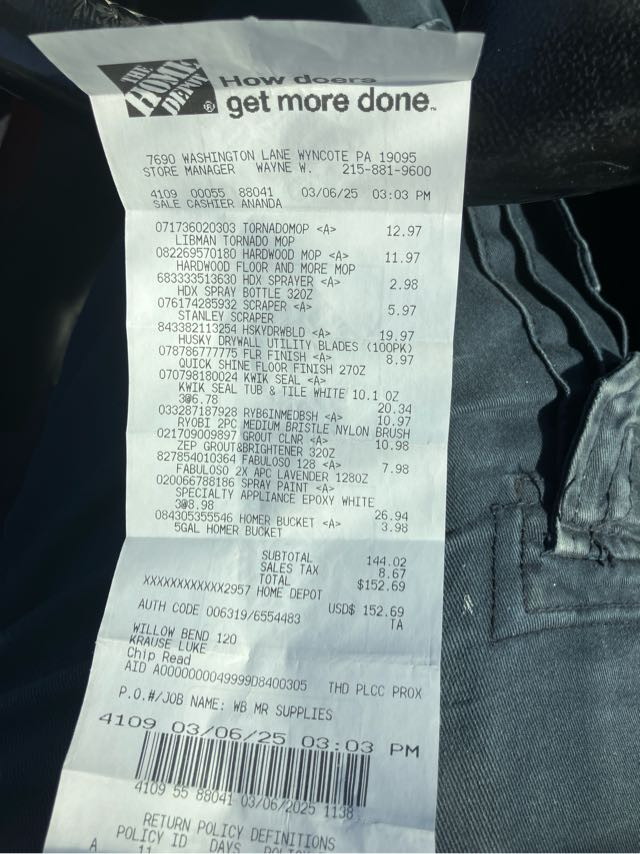 THE HOME DEPOT ®
How doers
get more done.™
7690 WASHINGTON LANE WYNCOTE PA 19095
STORE MANAGER WAYNE W. 215-881-9600
4109 00055 88041 03/06/25 03:03 PM
SALE CASHIER ANANDA
071736020303 TORNADOMOP <A> 12.97
LIBMAN TORNADO MOP
082269570180 HARDWOOD MOP <A> 11.97
HARDWOOD FLOOR AND MORE MOP
683333513630 HDX SPRAYER <A> 2.98
HDX SPRAY BOTTLE 32OZ
076174285932 SCRAPER <A> 5.97
STANLEY SCRAPER
843382113254 HSKYDRWBLD <A> 19.97
HUSKY DRYWALL UTILITY BLADES (100PK)
078786777775 FLR FINISH <A> 8.97
QUICK SHINE FLOOR FINISH 27OZ
070798180024 KWIK SEAL <A>
KWIK SEAL TUB & TILE WHITE 10.1 OZ
3@6.78 20.34
033287187928 RYB6INMEDBSH <A> 10.97
RYOBI 2PC MEDIUM BRISTLE NYLON BRUSH
021709009897 GROUT CLNR <A> 10.98
ZEP GROUT&BRIGHTENER 32OZ
827854010364 FABULOSO 128 <A> 7.98
FABULOSO 2X APC LAVENDER 128OZ
020066788186 SPRAY PAINT <A>
SPECIALTY APPLIANCE EPOXY WHITE
3@8.98 26.94
084305355546 HOMER BUCKET <A> 3.98
5GAL HOMER BUCKET
SUBTOTAL 144.02
SALES TAX 8.67
TOTAL $152.69
XXXXXXXXXXXX2957 HOME DEPOT
USD$ 152.69
AUTH CODE 006319/6554483 TA
WILLOW BEND 120
KRAUSE LUKE
Chip Read
AID A0000000049999D8400305 THD PLCC PROX
P.O.#/JOB NAME: WB MR SUPPLIES
4109 03/06/25 03:03 PM
4109 55 88041 03/06/2025 1138
RETURN POLICY DEFINITIONS
POLICY ID DAYS
A 11